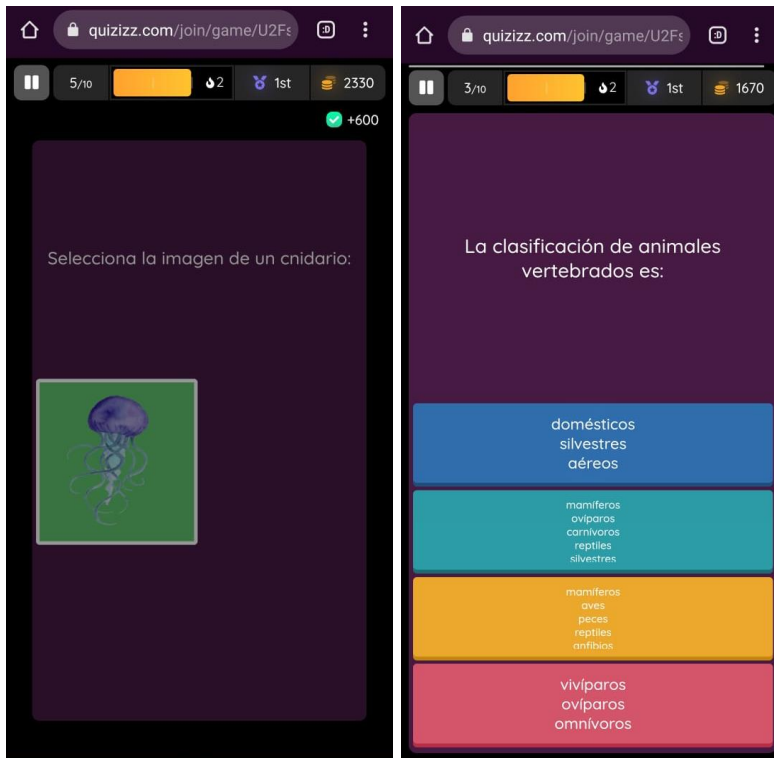 quizizz.com/join/game/U2Fs
:D
5/10
2
1st
2330
+600
Selecciona la imagen de un cnidario:
quizizz.com/join/game/U2Fs
:D
3/10
2
1st
1670
La clasificación de animales
vertebrados es:
domésticos
silvestres
aéreos
mamíferos
ovíparos
carnívoros
reptiles
silvestres
mamíferos
aves
peces
reptiles
anfibios
vivíparos
ovíparos
omnívoros